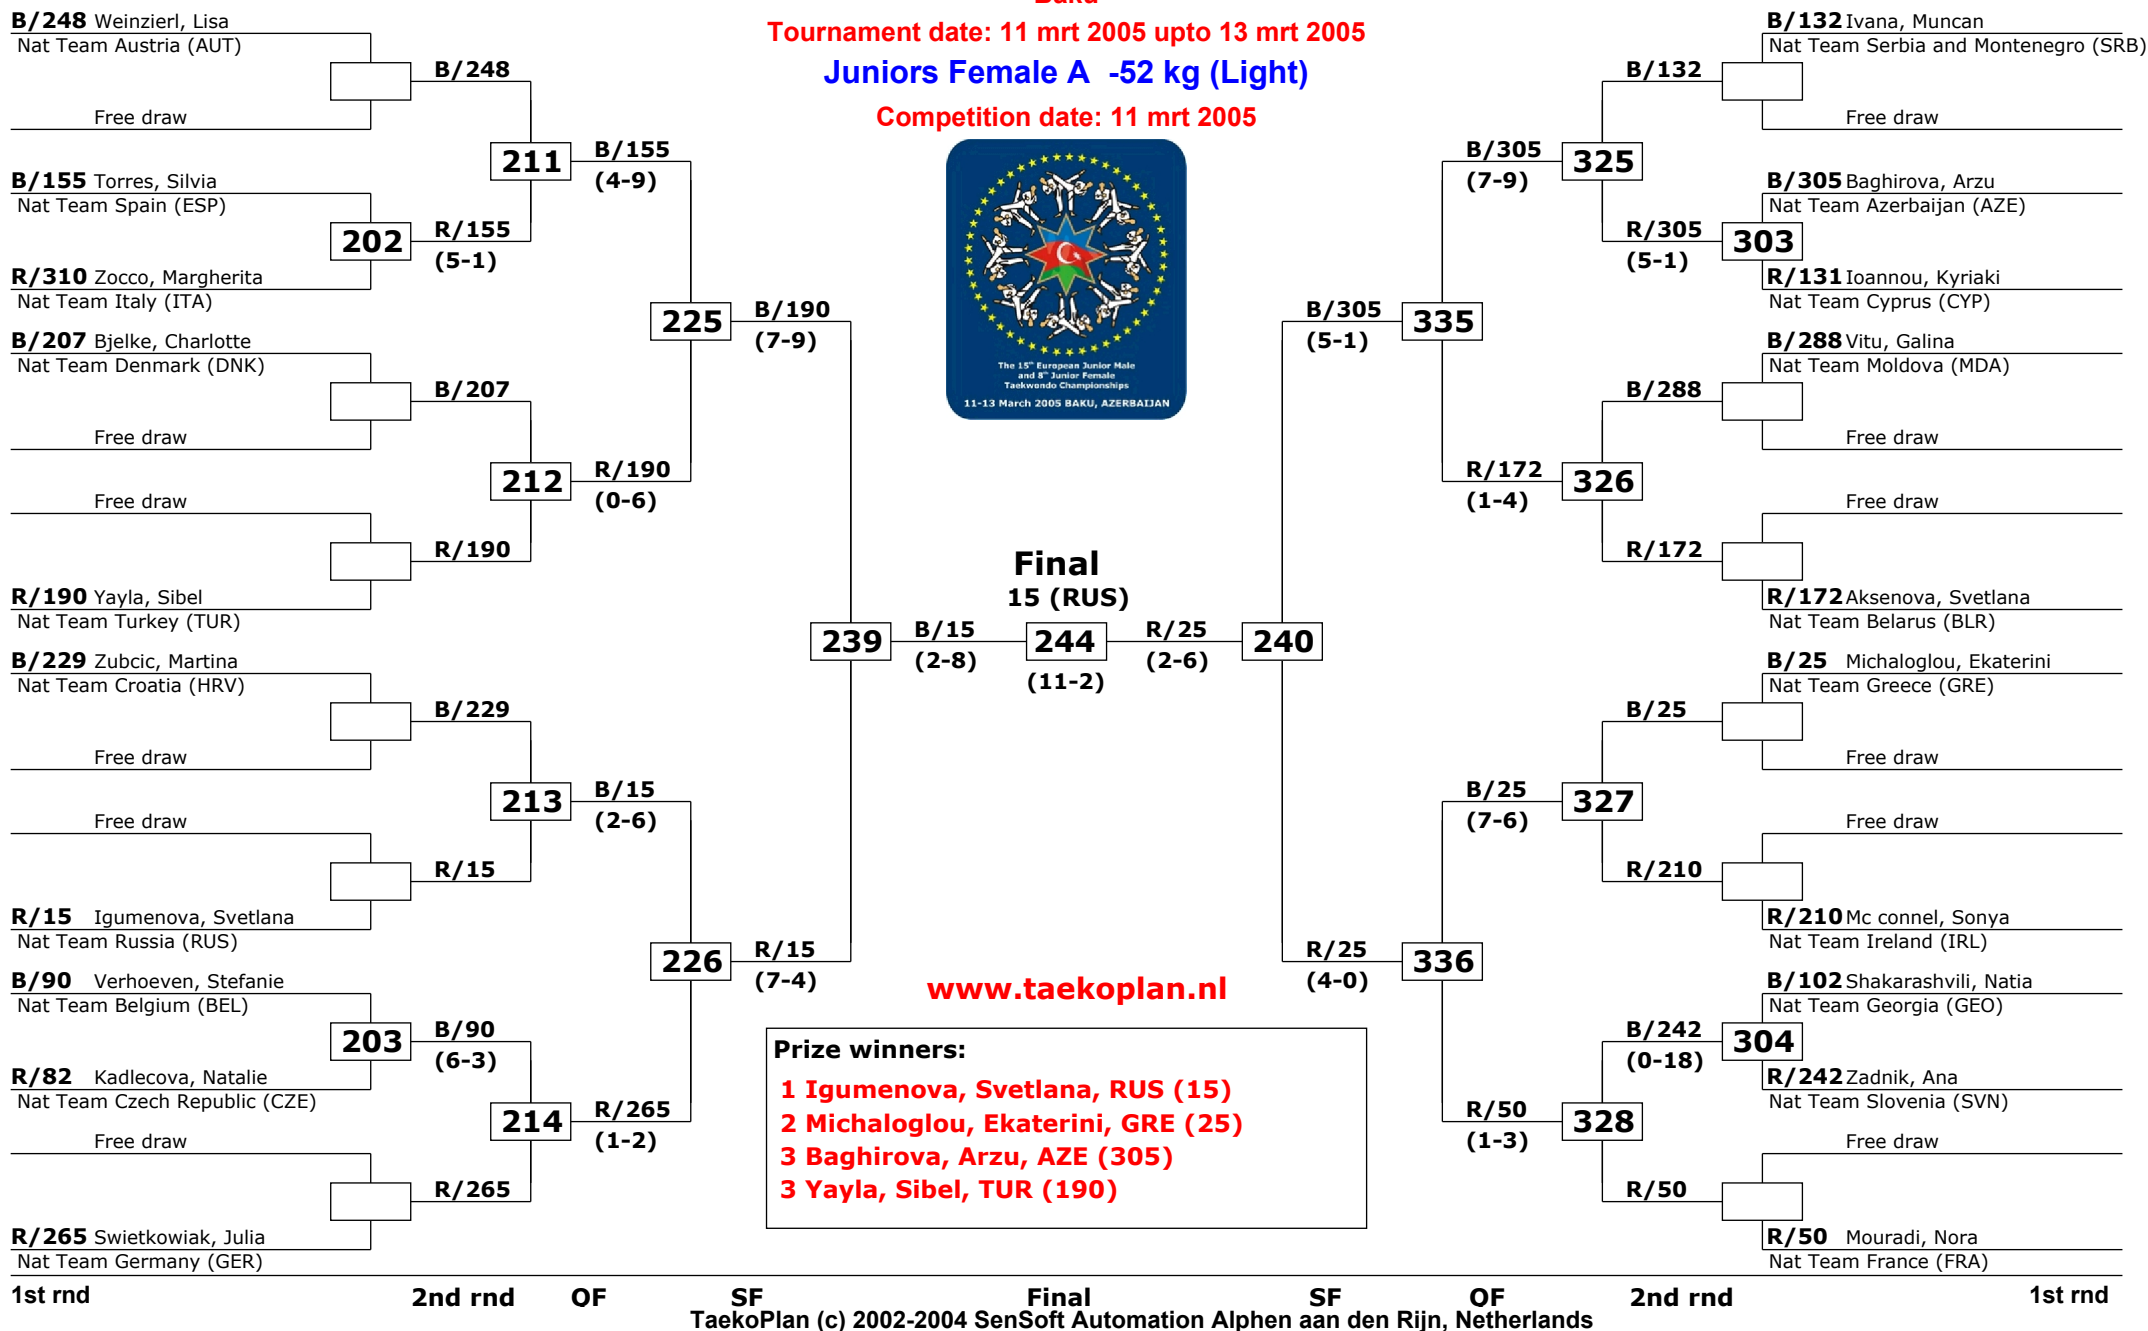 Baku
Tournament date: 11 mrt 2005 upto 13 mrt 2005
Juniors Female A -52 kg (Light)
Competition date: 11 mrt 2005
B/248 Weinzierl, Lisa
Nat Team Austria (AUT)
Free draw
B/248
B/155 Torres, Silvia
Nat Team Spain (ESP)
202
R/155
(5-1)
R/310 Zocco, Margherita
Nat Team Italy (ITA)
211
B/155
(4-9)
B/207 Bjelke, Charlotte
Nat Team Denmark (DNK)
B/207
Free draw
212
R/190
(0-6)
Free draw
R/190
R/190 Yayla, Sibel
Nat Team Turkey (TUR)
225
B/190
(7-9)
B/229 Zubcic, Martina
Nat Team Croatia (HRV)
B/229
Free draw
213
B/15
(2-6)
Free draw
R/15
R/15 Igumenova, Svetlana
Nat Team Russia (RUS)
226
R/15
(7-4)
B/90 Verhoeven, Stefanie
Nat Team Belgium (BEL)
203
B/90
(6-3)
R/82 Kadlecova, Natalie
Nat Team Czech Republic (CZE)
214
R/265
(1-2)
Free draw
R/265
R/265 Swietkowiak, Julia
Nat Team Germany (GER)
239
B/15
(2-8)
The 15th European Junior Male
and 8th Junior Female
Taekwondo Championships
11-13 March 2005 BAKU, AZERBAIJAN
Final
15 (RUS)
244
(11-2)
R/25
(2-6)
240
B/132 Ivana, Muncan
Nat Team Serbia and Montenegro (SRB)
B/132
Free draw
B/305
(7-9)
325
B/305 Baghirova, Arzu
Nat Team Azerbaijan (AZE)
R/305
(5-1)
303
R/131 Ioannou, Kyriaki
Nat Team Cyprus (CYP)
B/305
(5-1)
335
B/288 Vitu, Galina
Nat Team Moldova (MDA)
B/288
Free draw
R/172
(1-4)
326
Free draw
R/172
R/172 Aksenova, Svetlana
Nat Team Belarus (BLR)
B/25 Michaloglou, Ekaterini
Nat Team Greece (GRE)
B/25
Free draw
B/25
(7-6)
327
Free draw
R/210
R/210 Mc connel, Sonya
Nat Team Ireland (IRL)
R/25
(4-0)
336
B/102 Shakarashvili, Natia
Nat Team Georgia (GEO)
B/242
(0-18)
304
R/242 Zadnik, Ana
Nat Team Slovenia (SVN)
R/50
(1-3)
328
Free draw
R/50
R/50 Mouradi, Nora
Nat Team France (FRA)
www.taekoplan.nl
Prize winners:
1 Igumenova, Svetlana, RUS (15)
2 Michaloglou, Ekaterini, GRE (25)
3 Baghirova, Arzu, AZE (305)
3 Yayla, Sibel, TUR (190)
1st rnd 2nd rnd QF SF Final SF QF 2nd rnd 1st rnd
TaekoPlan (c) 2002-2004 SenSoft Automation Alphen aan den Rijn, Netherlands